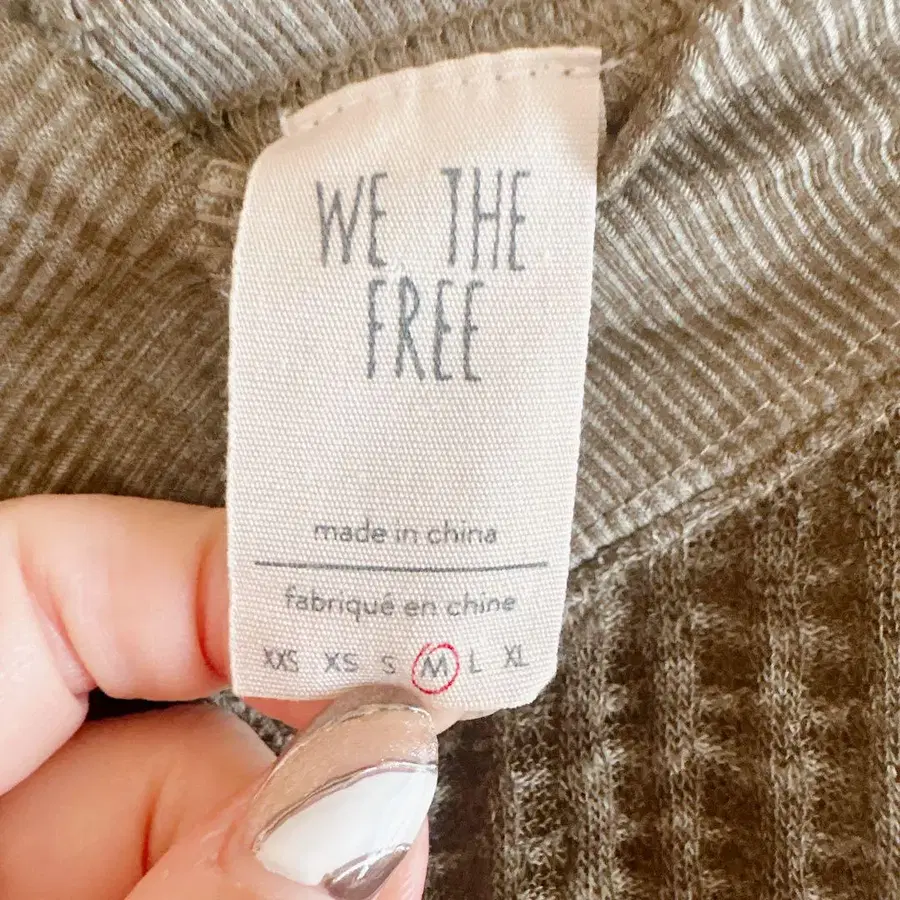 WE THE
FREE
made in china
fabriqué en chine
XXS XS S M L XL